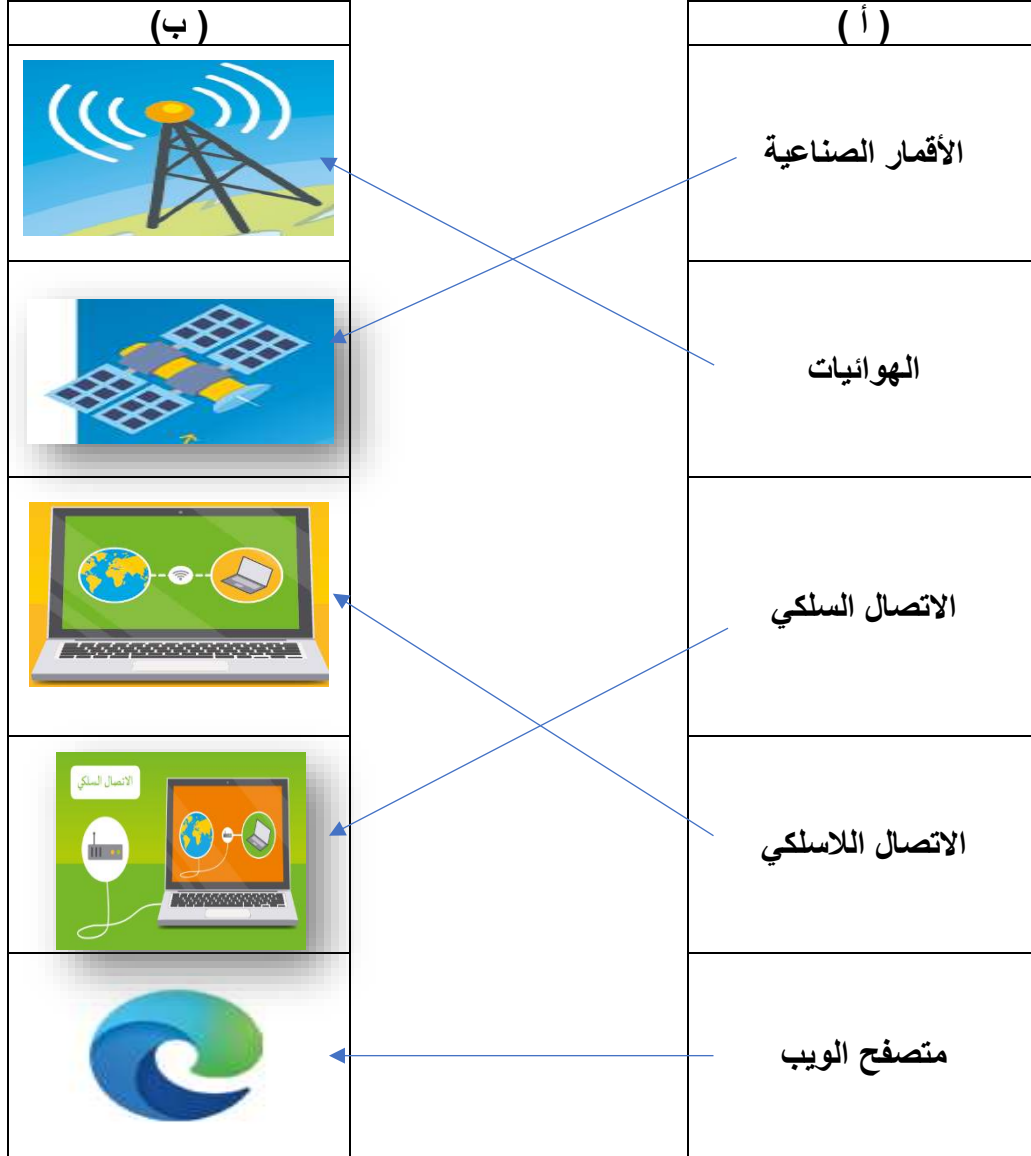 ( أ )
( ب)
الأقمار الصناعية
الهوائيات
الاتصال السلكي
الاتصال اللاسلكي
الاتصال السلكي
متصفح الويب